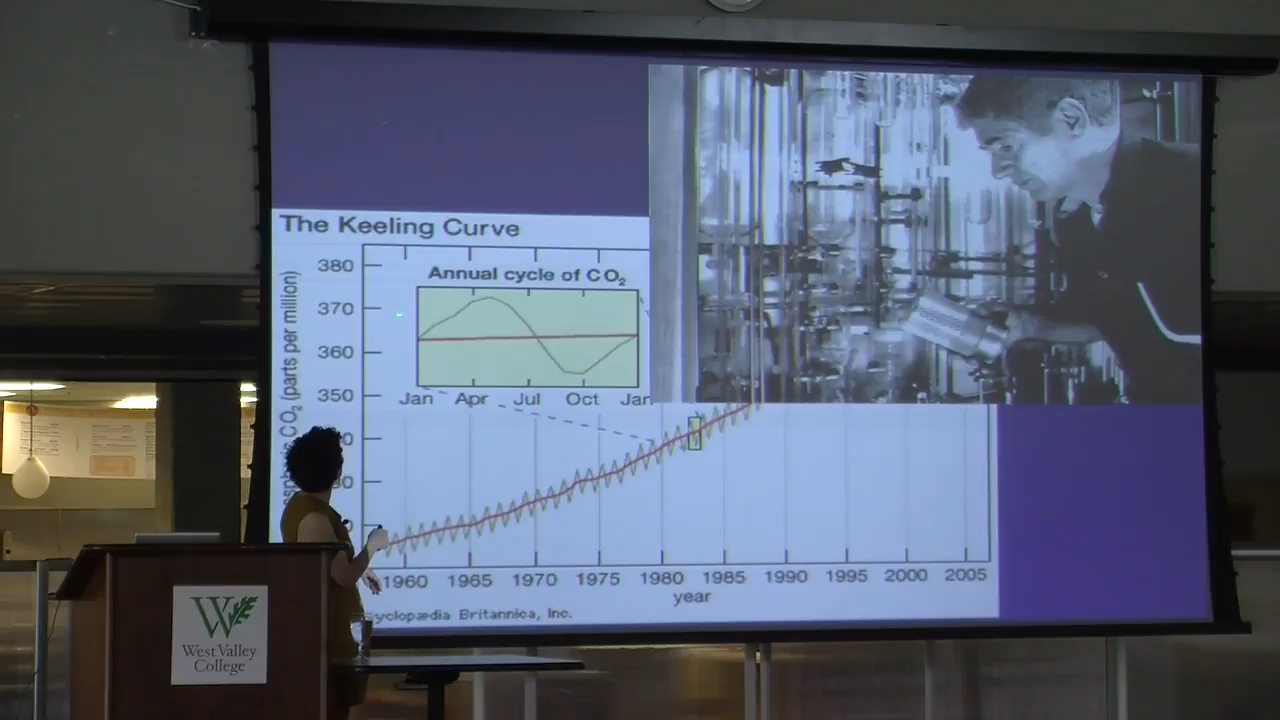 The Keeling Curve
380
370
360
350
Annual cycle of CO₂
Jan Apr Jul Oct Jan
CO₂ (parts per million)
1960 1965 1970 1975 1980 1985 1990 1995 2000 2005
year
Britannica, Inc.
W
West Valley
College